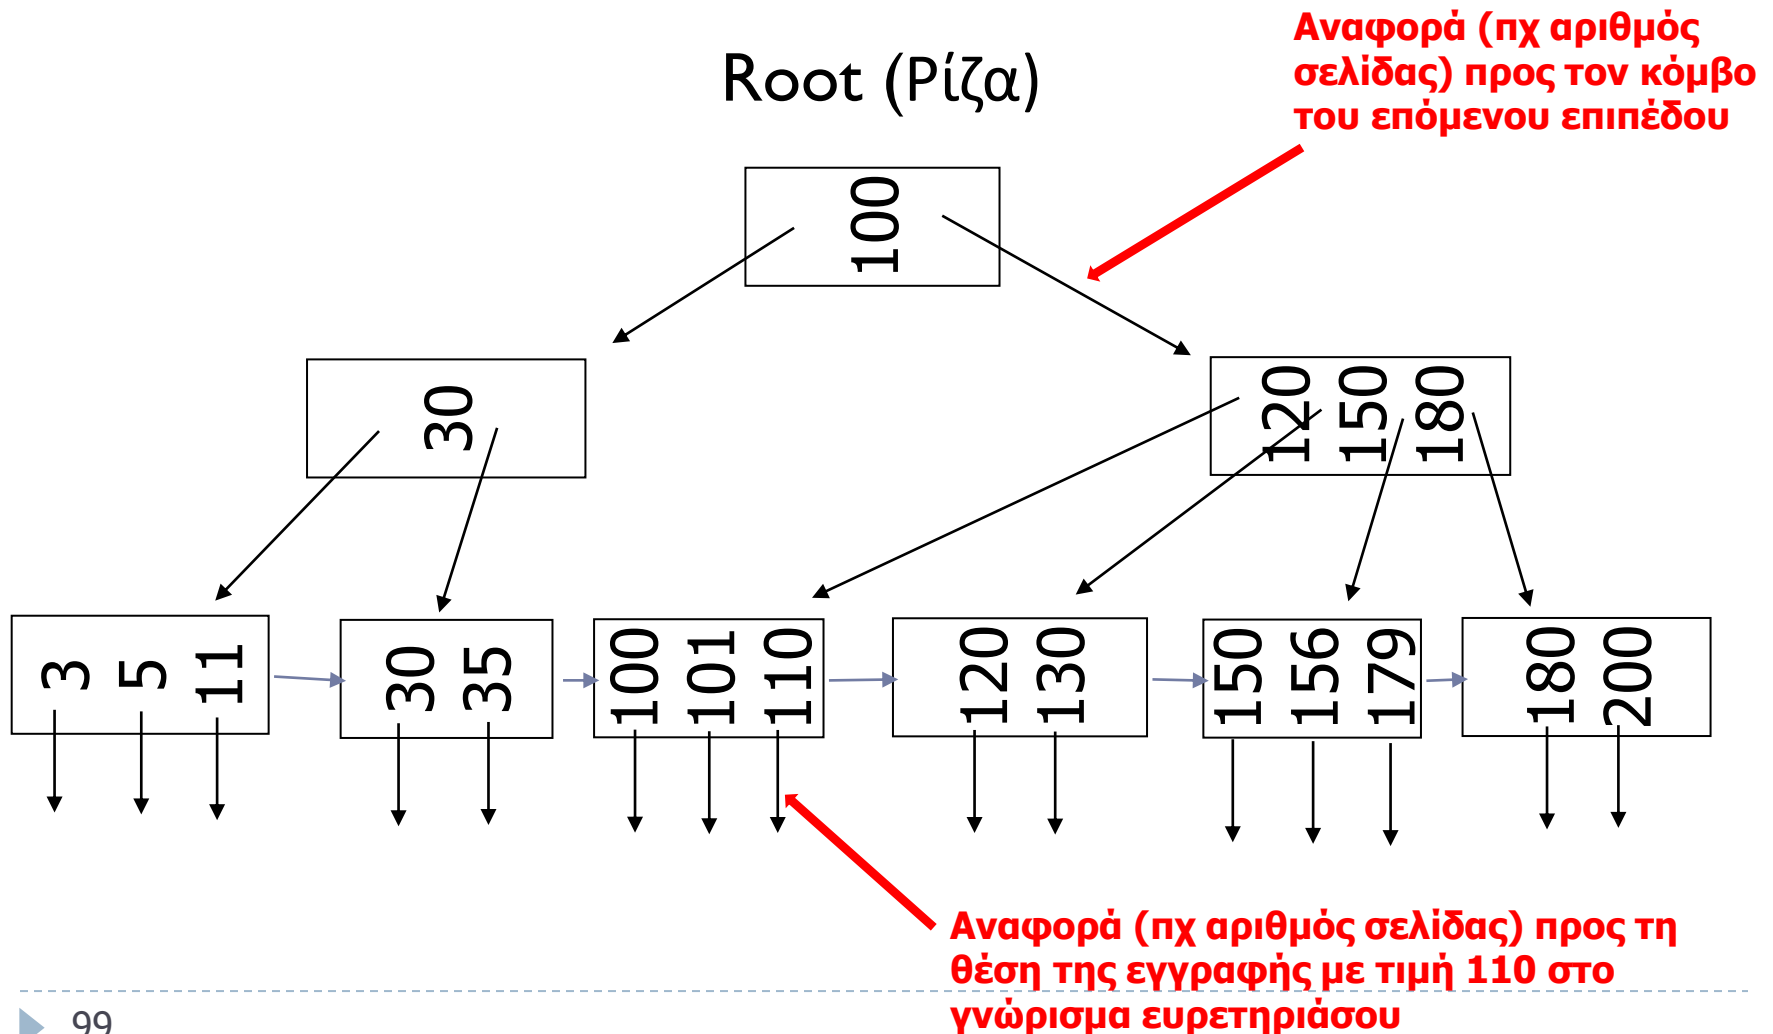 Αναφορά (πχ αριθμός
σελίδας) προς τον κόμβο
του επόμενου επιπέδου
Root (Ρίζα)
100
30
120 150 180
3 5 11
30 35
100 101 110
120 130
150 156 179
180 200
Αναφορά (πχ αριθμός σελίδας) προς τη
θέση της εγγραφής με τιμή 110 στο
γνώρισμα ευρετηριάσου
99